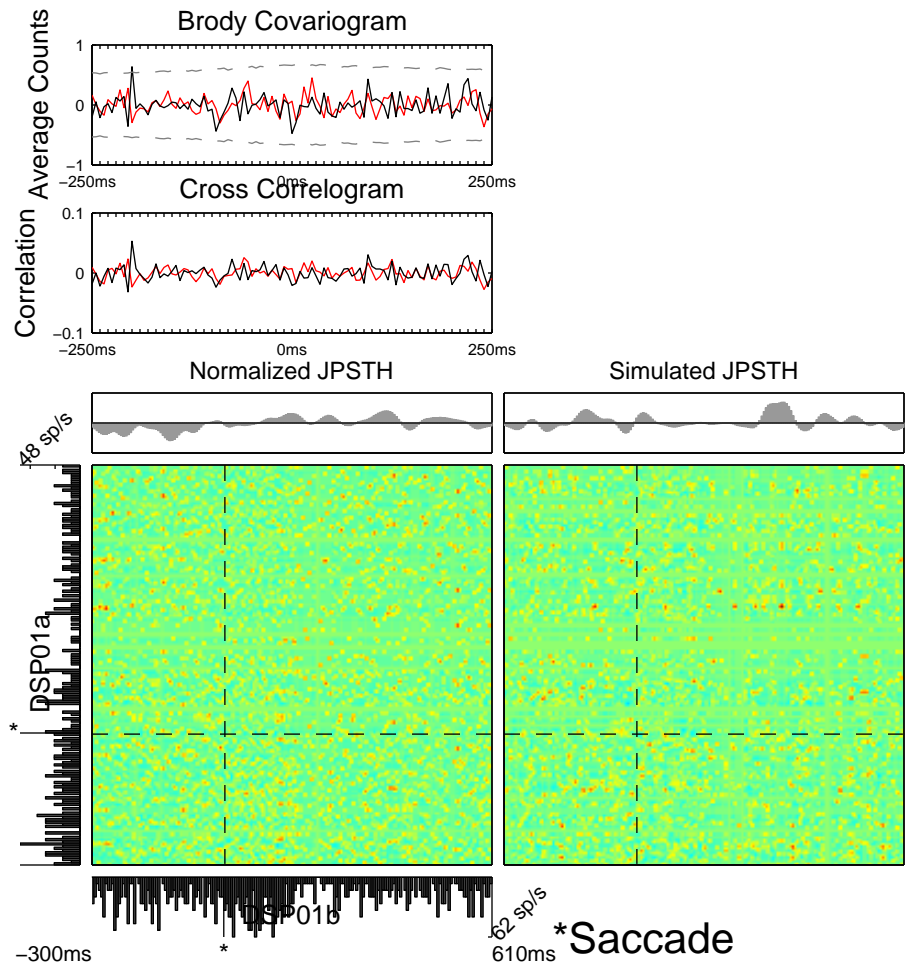 Brody Covariogram
Average Counts
1
0
−1
−250ms
0ms
250ms
Cross Correlogram
Correlation
0.1
0
−0.1
−250ms
0ms
250ms
Normalized JPSTH
Simulated JPSTH
48 sp/s
DSP01a
*
DSP01b
62 sp/s
*
−300ms
610ms
*Saccade